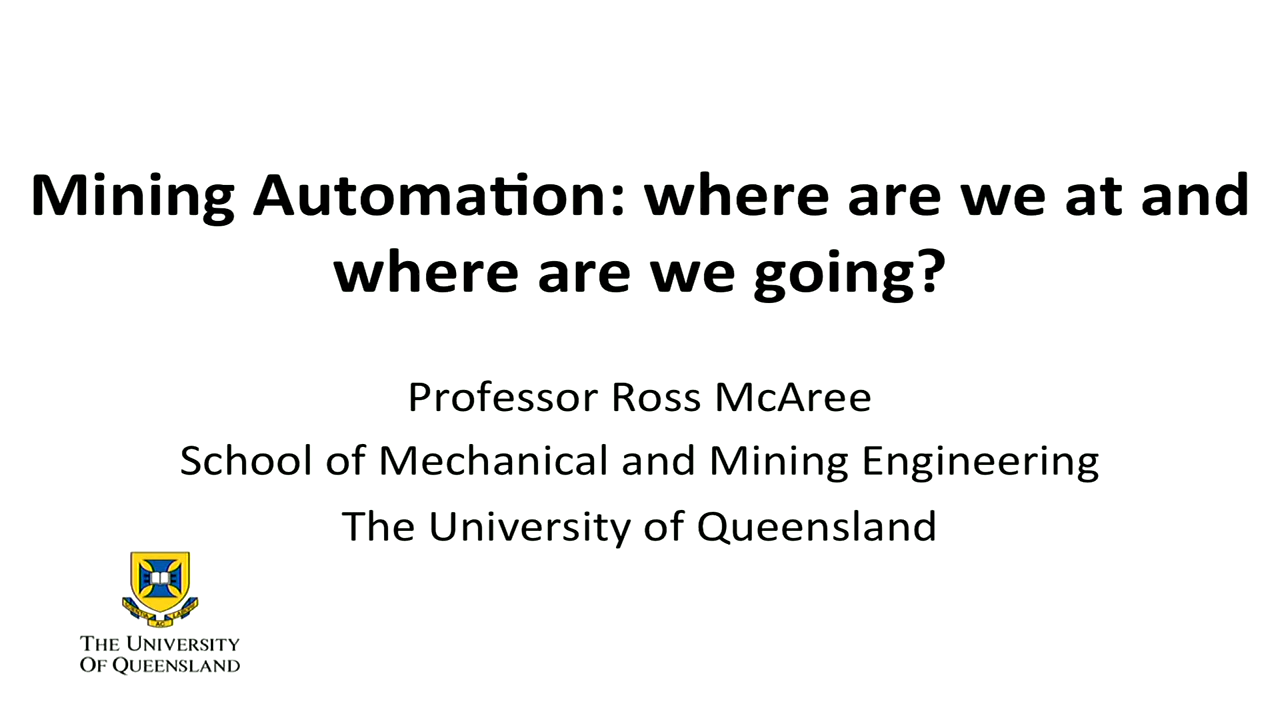 Mining Automation: where are we at and
where are we going?
Professor Ross McAree
School of Mechanical and Mining Engineering
The University of Queensland
AC
THE UNIVERSITY
OF QUEENSLAND